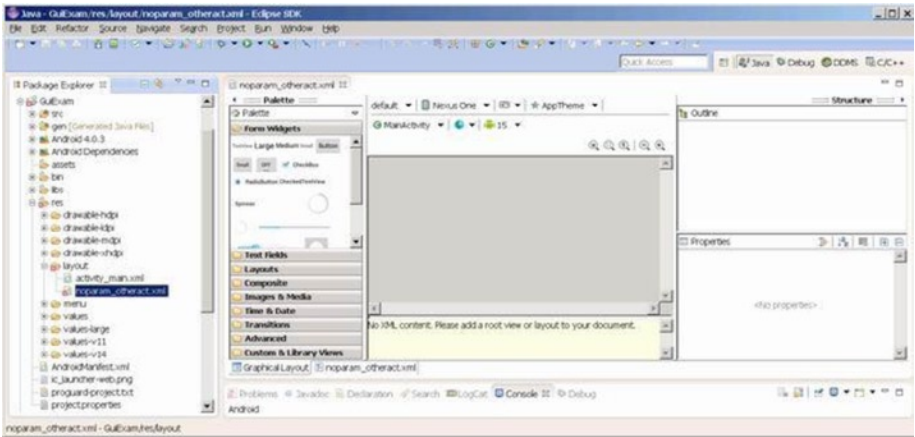 Java - GuiExam/res/layout/noparam_otheract.xml - Eclipse SDK
File Edit Refactor Source Navigate Search Project Run Window Help
Quick Access
Java Debug DDMS C/C++
Package Explorer
GuiExam
src
gen [Generated Java Files]
Android 4.0.3
Android Dependencies
assets
bin
libs
res
drawable-hdpi
drawable-ldpi
drawable-mdpi
drawable-xhdpi
layout
activity_main.xml
noparam_otheract.xml
menu
values
values-large
values-v11
values-v14
AndroidManifest.xml
ic_launcher-web.png
proguard-project.txt
project.properties
noparam_otheract.xml
Palette
Palette
Form Widgets
TextView Large Medium Small Button
Small OFF CheckBox
RadioButton CheckedTextView
Spinner
Text Fields
Layouts
Composite
Images & Media
Time & Date
Transitions
Advanced
Custom & Library Views
default Nexus One AppTheme
MainActivity 15
No XML content. Please add a root view or layout to your document.
Graphical Layout noparam_otheract.xml
Structure
Outline
Properties
<No properties>
Problems Javadoc Declaration Search LogCat Console Debug
Android
noparam_otheract.xml - GuiExam/res/layout